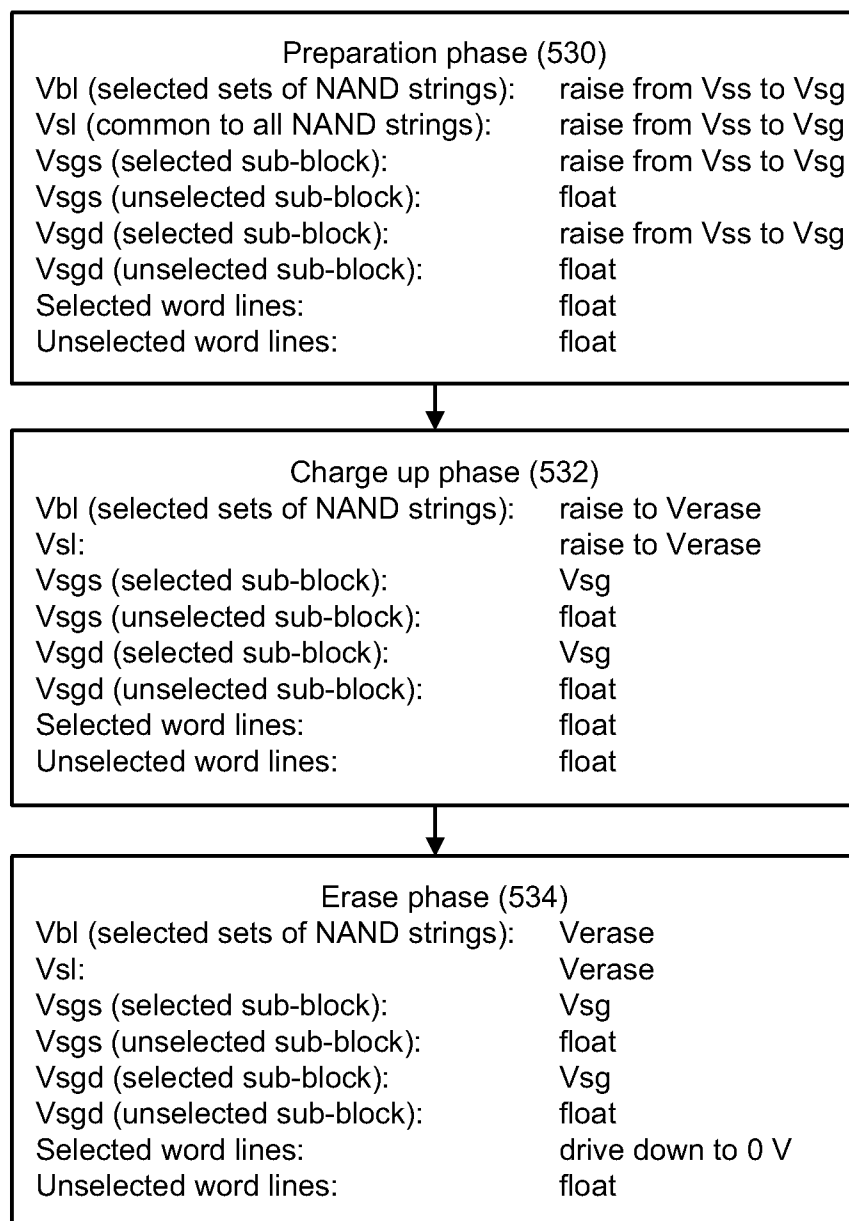 Preparation phase (530)
Vbl (selected sets of NAND strings): raise from Vss to Vsg
Vsl (common to all NAND strings): raise from Vss to Vsg
Vsgs (selected sub-block): raise from Vss to Vsg
Vsgs (unselected sub-block): float
Vsgd (selected sub-block): raise from Vss to Vsg
Vsgd (unselected sub-block): float
Selected word lines: float
Unselected word lines: float
Charge up phase (532)
Vbl (selected sets of NAND strings): raise to Verase
Vsl: raise to Verase
Vsgs (selected sub-block): Vsg
Vsgs (unselected sub-block): float
Vsgd (selected sub-block): Vsg
Vsgd (unselected sub-block): float
Selected word lines: float
Unselected word lines: float
Erase phase (534)
Vbl (selected sets of NAND strings): Verase
Vsl: Verase
Vsgs (selected sub-block): Vsg
Vsgs (unselected sub-block): float
Vsgd (selected sub-block): Vsg
Vsgd (unselected sub-block): float
Selected word lines: drive down to 0 V
Unselected word lines: float